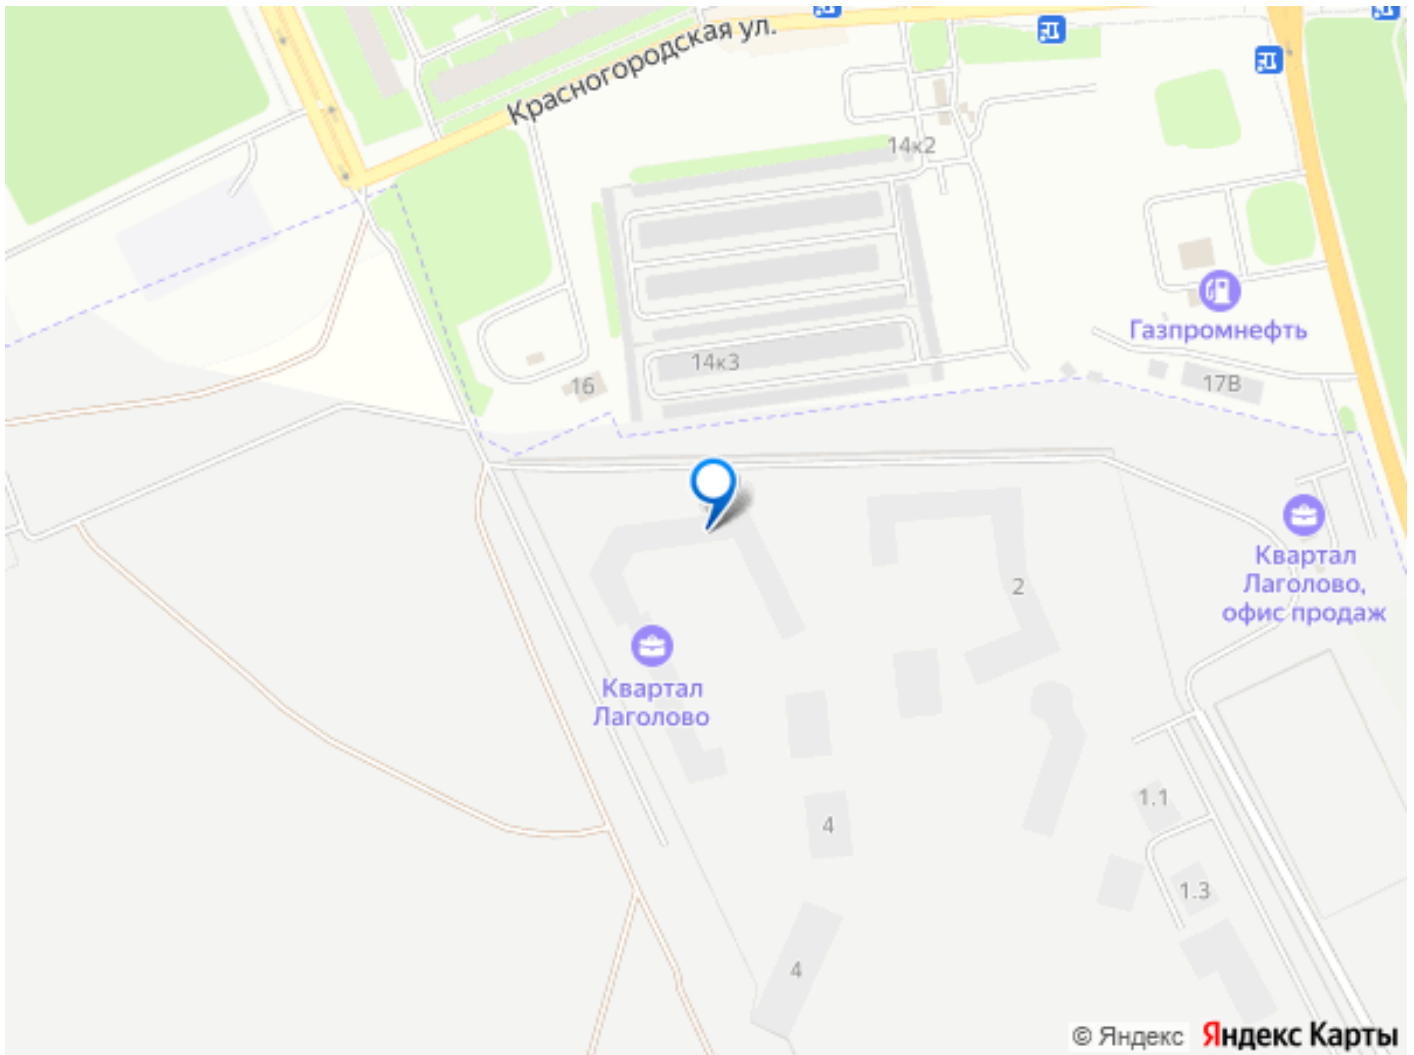 Красногородская ул.
14к2
Газпромнефть
14к3
16
17В
Квартал
Лаголово,
офис продаж
2
Квартал
Лаголово
1.1
4
1.3
4
© Яндекс Яндекс Карты